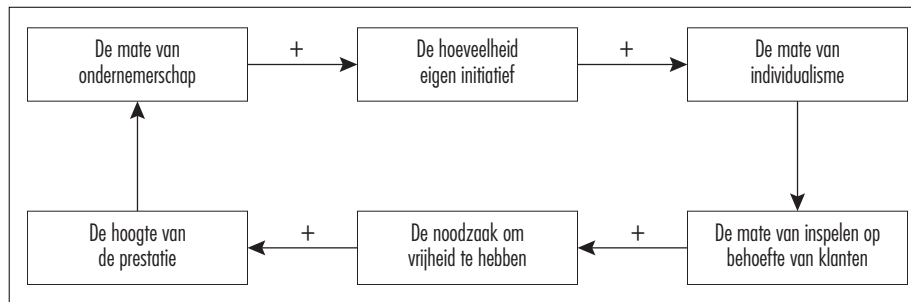 De mate van
ondernemerschap
+
De hoeveelheid
eigen initiatief
+
De mate van
individualisme
De hoogte van
de prestatie
+
De noodzaak om
vrijheid te hebben
+
De mate van inspelen op
behoefte van klanten